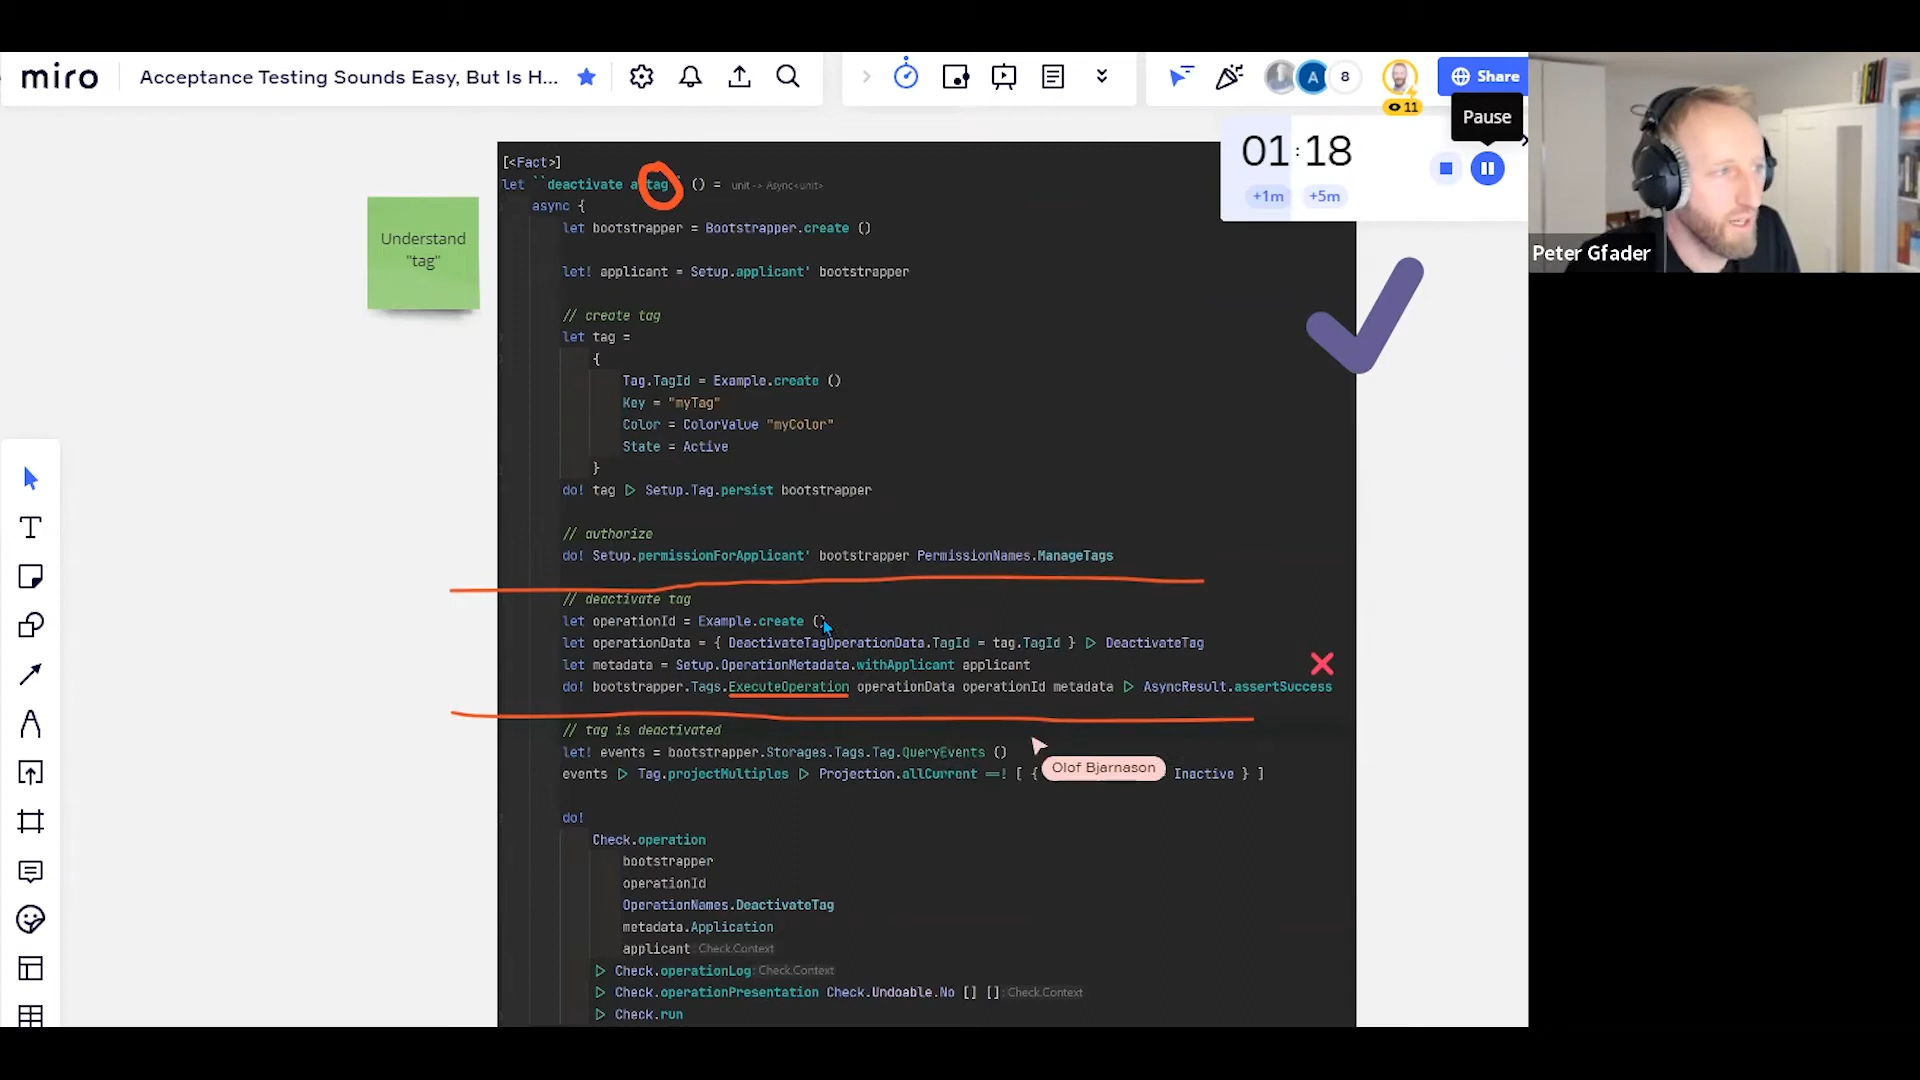 miro
Acceptance Testing Sounds Easy, But Is H...
A
8
Share
11
Pause
01:18
+1m
+5m
Peter Gfader
Understand
"tag"
[<Fact>]
let ``deactivate a tag`` () = unit -> Async<unit>
async {
let bootstrapper = Bootstrapper.create ()
let! applicant = Setup.applicant' bootstrapper
// create tag
let tag =
{
Tag.TagId = Example.create ()
Key = "myTag"
Color = ColorValue "myColor"
State = Active
}
do! tag ▷ Setup.Tag.persist bootstrapper
// authorize
do! Setup.permissionForApplicant' bootstrapper PermissionNames.ManageTags
// deactivate tag
let operationId = Example.create ()
let operationData = { DeactivateTagOperationData.TagId = tag.TagId } ▷ DeactivateTag
let metadata = Setup.OperationMetadata.withApplicant applicant
do! bootstrapper.Tags.ExecuteOperation operationData operationId metadata ▷ AsyncResult.assertSuccess
// tag is deactivated
let! events = bootstrapper.Storages.Tags.Tag.QueryEvents ()
events ▷ Tag.projectMultiples ▷ Projection.allCurrent ==! [ { Inactive } ]
Olof Bjarnason
do!
Check.operation
bootstrapper
operationId
OperationNames.DeactivateTag
metadata.Application
applicant Check.Context
▷ Check.operationLog Check.Context
▷ Check.operationPresentation Check.Undoable.No [] [] Check.Context
▷ Check.run